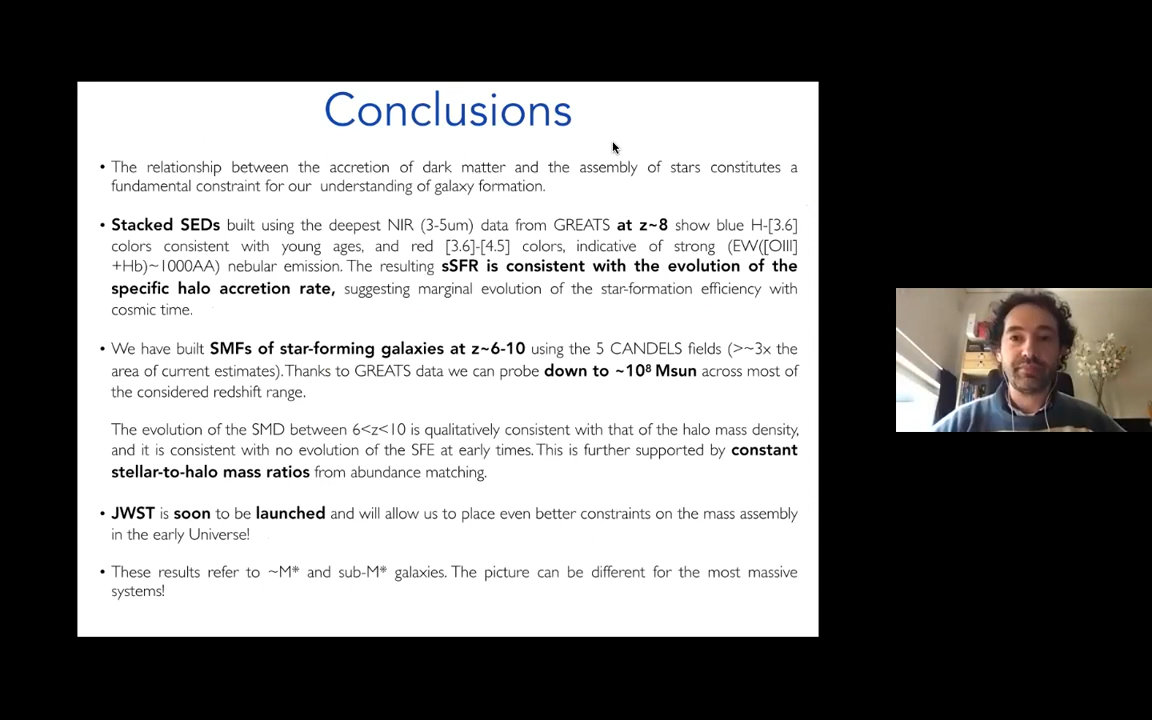 Conclusions
• The relationship between the accretion of dark matter and the assembly of stars constitutes a
fundamental constraint for our understanding of galaxy formation.
• Stacked SEDs built using the deepest NIR (3-5um) data from GREATS at z~8 show blue H-[3.6]
colors consistent with young ages, and red [3.6]-[4.5] colors, indicative of strong (EW([OIII]
+Hb)~1000AA) nebular emission. The resulting sSFR is consistent with the evolution of the
specific halo accretion rate, suggesting marginal evolution of the star-formation efficiency with
cosmic time.
• We have built SMFs of star-forming galaxies at z~6-10 using the 5 CANDELS fields (>~3x the
area of current estimates). Thanks to GREATS data we can probe down to ~10⁸ Msun across most of
the considered redshift range.
The evolution of the SMD between 6<z<10 is qualitatively consistent with that of the halo mass density,
and it is consistent with no evolution of the SFE at early times. This is further supported by constant
stellar-to-halo mass ratios from abundance matching.
• JWST is soon to be launched and will allow us to place even better constraints on the mass assembly
in the early Universe!
• These results refer to ~M* and sub-M* galaxies. The picture can be different for the most massive
systems!